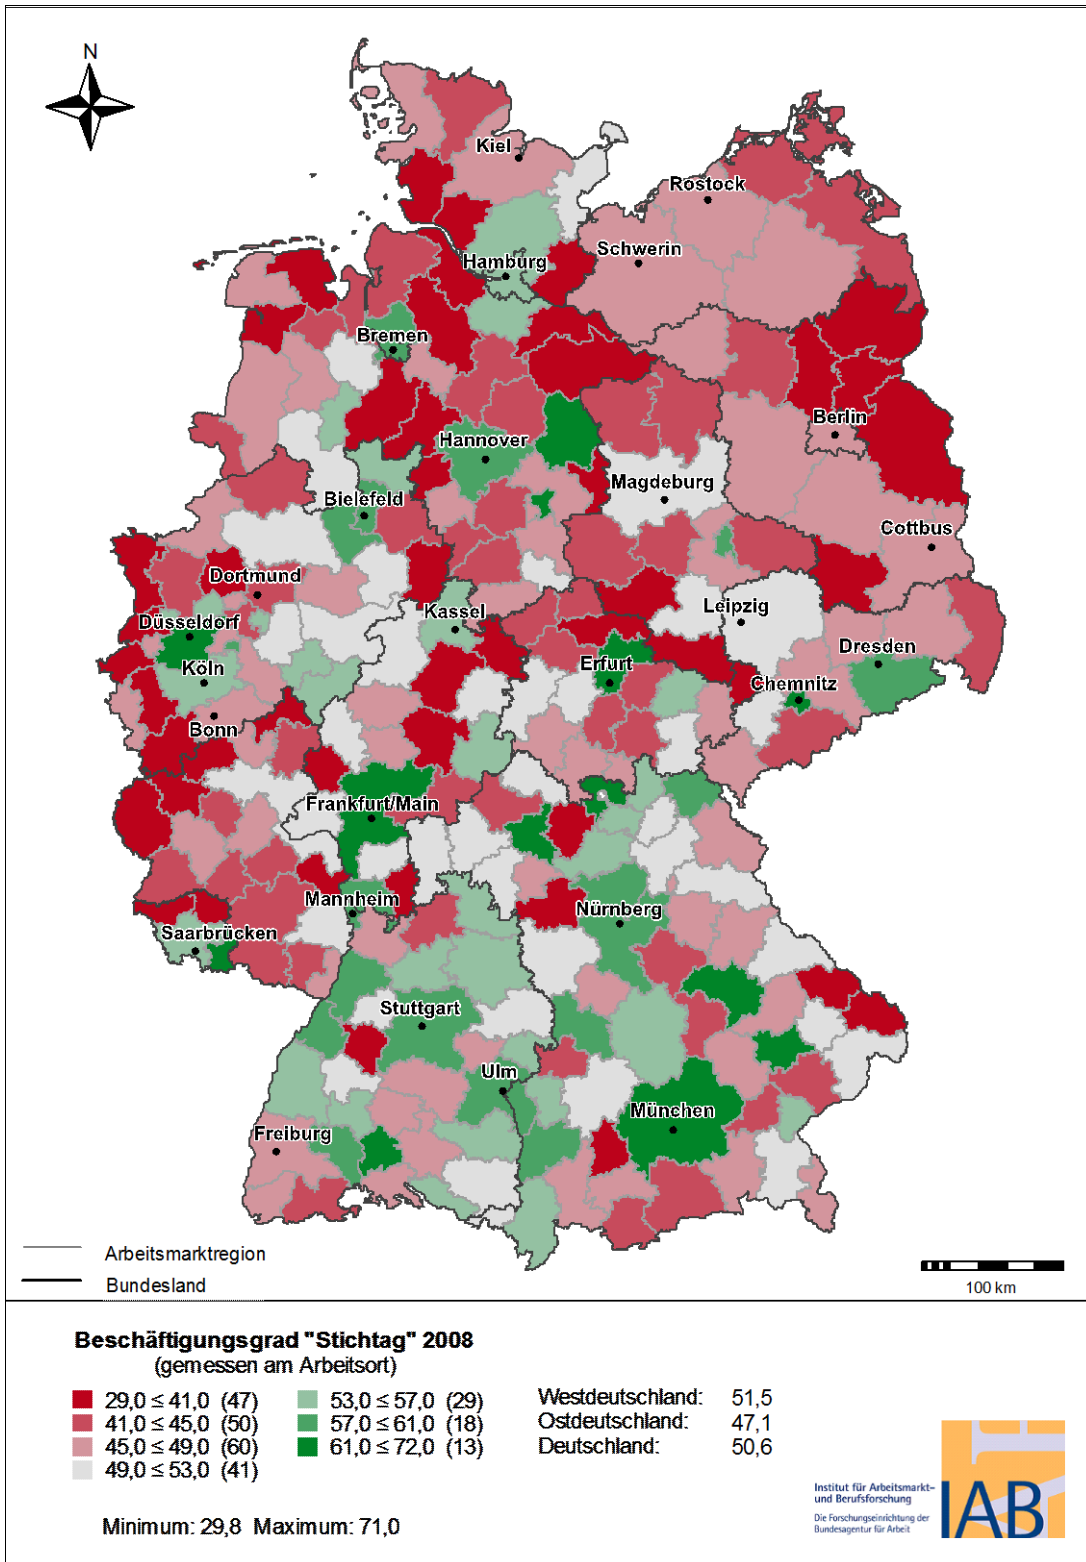 N
Kiel
Rostock
Schwerin
Hamburg
Bremen
Berlin
Hannover
Magdeburg
Bielefeld
Cottbus
Dortmund
Kassel
Leipzig
Düsseldorf
Dresden
Köln
Erfurt
Chemnitz
Bonn
Frankfurt/Main
Mannheim
Nürnberg
Saarbrücken
Stuttgart
Ulm
München
Freiburg
Arbeitsmarktregion
Bundesland
100 km
Beschäftigungsgrad "Stichtag" 2008
(gemessen am Arbeitsort)
29,0 ≤ 41,0 (47) 53,0 ≤ 57,0 (29) Westdeutschland: 51,5
41,0 ≤ 45,0 (50) 57,0 ≤ 61,0 (18) Ostdeutschland: 47,1
45,0 ≤ 49,0 (60) 61,0 ≤ 72,0 (13) Deutschland: 50,6
49,0 ≤ 53,0 (41)
Minimum: 29,8 Maximum: 71,0
Institut für Arbeitsmarkt-
und Berufsforschung
Die Forschungseinrichtung der
Bundesagentur für Arbeit
IAB